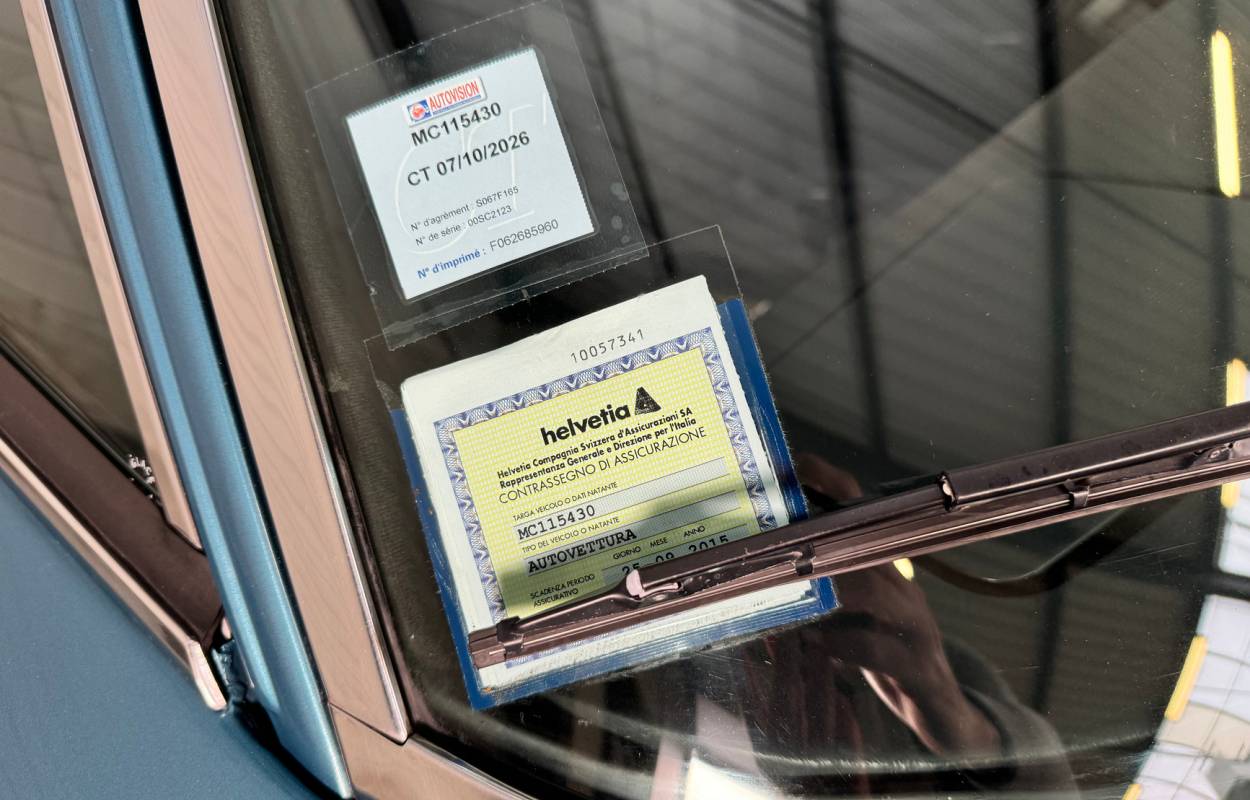 AUTOVISION
MC115430
CT 07/10/2026
N° d'agrément : S067F165
N° de série : 00SC2123
N° d'imprimé : F062685960
10057341
helvetia
Helvetia Compagnia Svizzera d'Assicurazioni SA
Rappresentanza Generale e Direzione per l'Italia
CONTRASSEGNO DI ASSICURAZIONE
TARGA VEICOLO O DATI NATANTE
MC115430
TIPO DEL VEICOLO O NATANTE
AUTOVETTURA
GIORNO MESE ANNO
SCADENZA PERIODO 25 09 2015
ASSICURATIVO